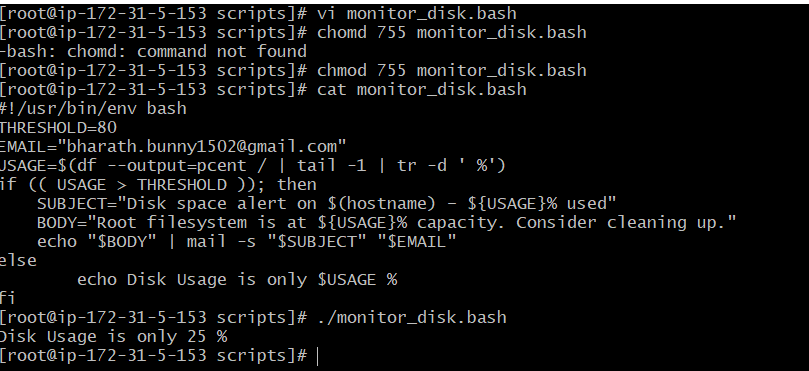 [root@ip-172-31-5-153 scripts]# vi monitor_disk.bash
[root@ip-172-31-5-153 scripts]# chomd 755 monitor_disk.bash
-bash: chomd: command not found
[root@ip-172-31-5-153 scripts]# chmod 755 monitor_disk.bash
[root@ip-172-31-5-153 scripts]# cat monitor_disk.bash
#!/usr/bin/env bash
THRESHOLD=80
EMAIL="bharath.bunny1502@gmail.com"
USAGE=$(df --output=pcent / | tail -1 | tr -d ' %')
if (( USAGE > THRESHOLD )); then
    SUBJECT="Disk space alert on $(hostname) – ${USAGE}% used"
    BODY="Root filesystem is at ${USAGE}% capacity. Consider cleaning up."
    echo "$BODY" | mail -s "$SUBJECT" "$EMAIL"
else
        echo Disk Usage is only $USAGE %
fi
[root@ip-172-31-5-153 scripts]# ./monitor_disk.bash
Disk Usage is only 25 %
[root@ip-172-31-5-153 scripts]#